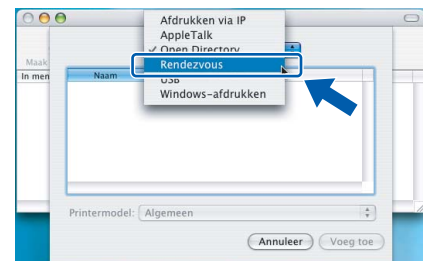 Afdrukken via IP
AppleTalk
✓ Open Directory
Maak
Rendezvous
In men
Naam
USB
Windows-afdrukken
Printermodel: Algemeen
Annuleer
Voeg toe